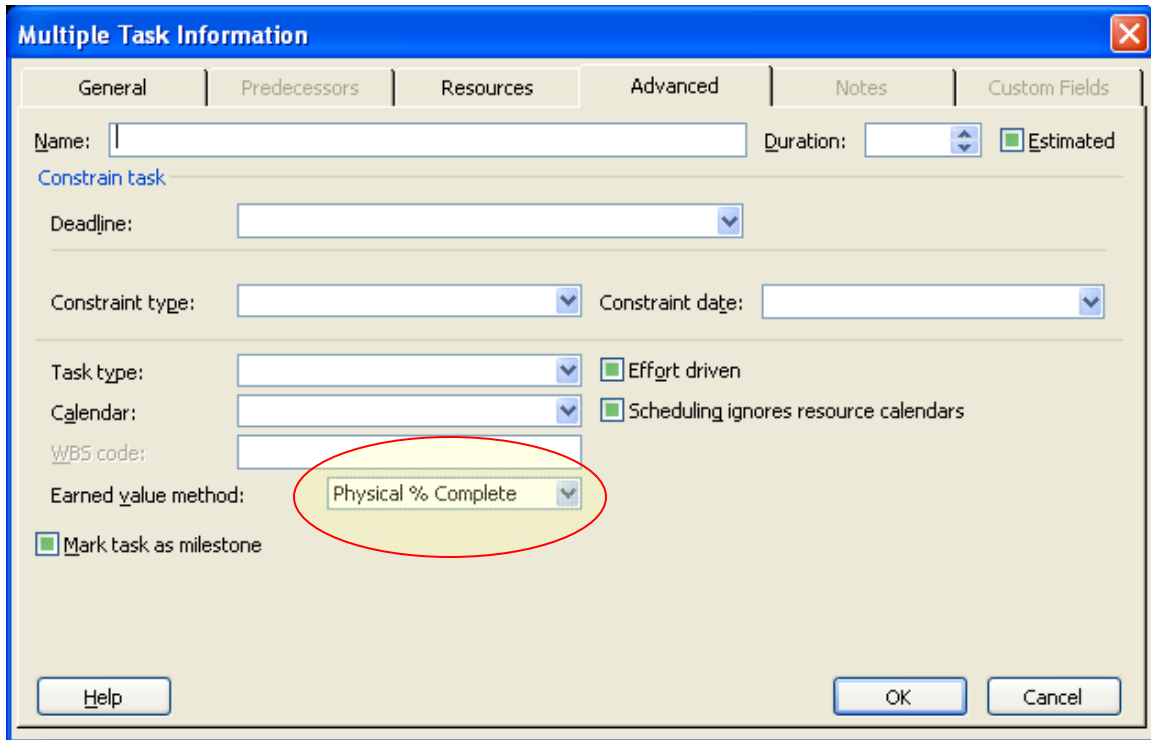 Multiple Task Information
General Predecessors Resources Advanced Notes Custom Fields
Name: Duration: Estimated
Constrain task
Deadline:
Constraint type: Constraint date:
Task type: Effort driven
Calendar: Scheduling ignores resource calendars
WBS code:
Earned value method: Physical % Complete
Mark task as milestone
Help OK Cancel